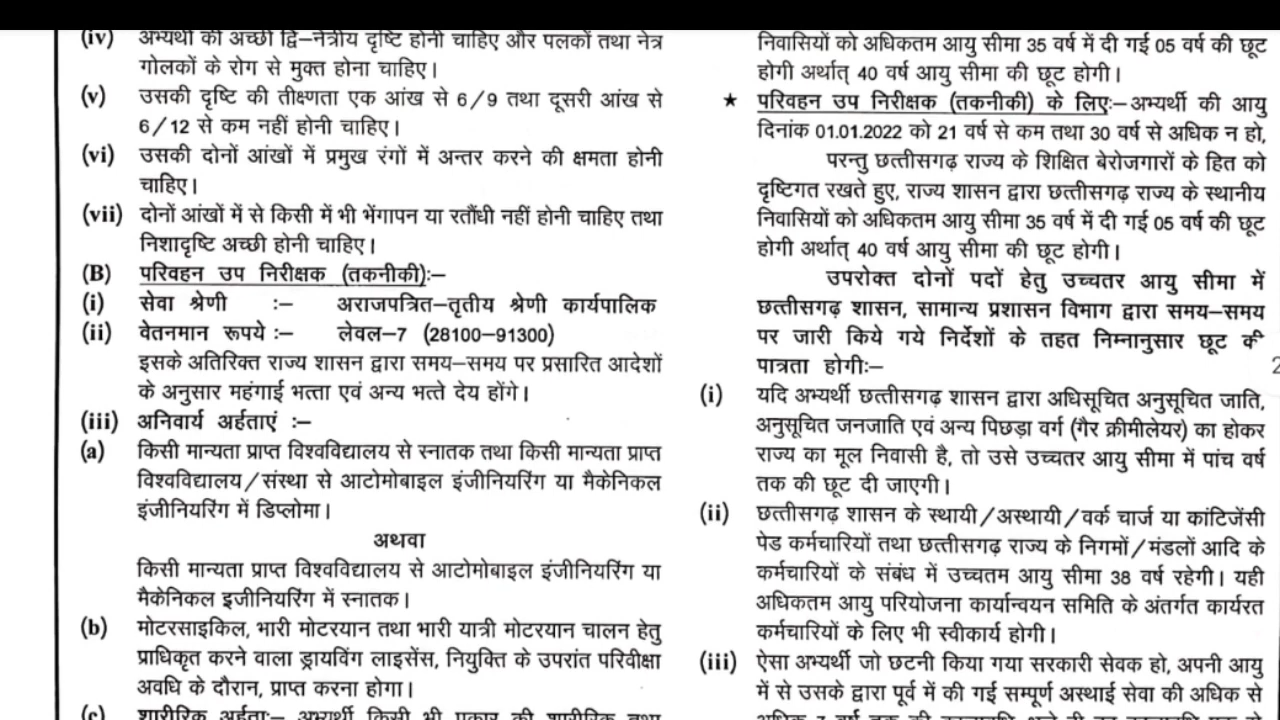 (iv) अभ्यर्थी की अच्छी द्वि–नेत्रीय दृष्टि होनी चाहिए और पलकों तथा नेत्र
गोलकों के रोग से मुक्त होना चाहिए।
(v) उसकी दृष्टि की तीक्ष्णता एक आंख से 6/9 तथा दूसरी आंख से
6/12 से कम नहीं होनी चाहिए।
(vi) उसकी दोनों आंखों में प्रमुख रंगों में अन्तर करने की क्षमता होनी
चाहिए।
(vii) दोनों आंखों में से किसी में भी भेंगापन या रतौंधी नहीं होनी चाहिए तथा
निशादृष्टि अच्छी होनी चाहिए।
(B) परिवहन उप निरीक्षक (तकनीकी):–
(i) सेवा श्रेणी :– अराजपत्रित–तृतीय श्रेणी कार्यपालिक
(ii) वेतनमान रूपये :– लेवल–7 (28100–91300)
इसके अतिरिक्त राज्य शासन द्वारा समय–समय पर प्रसारित आदेशों
के अनुसार महंगाई भत्ता एवं अन्य भत्ते देय होंगे।
(iii) अनिवार्य अर्हताएं :–
(a) किसी मान्यता प्राप्त विश्वविद्यालय से स्नातक तथा किसी मान्यता प्राप्त
विश्वविद्यालय/संस्था से आटोमोबाइल इंजीनियरिंग या मैकेनिकल
इंजीनियरिंग में डिप्लोमा।
अथवा
किसी मान्यता प्राप्त विश्वविद्यालय से आटोमोबाइल इंजीनियरिंग या
मैकेनिकल इजीनियरिंग में स्नातक।
(b) मोटरसाइकिल, भारी मोटरयान तथा भारी यात्री मोटरयान चालन हेतु
प्राधिकृत करने वाला ड्रायविंग लाइसेंस, नियुक्ति के उपरांत परिवीक्षा
अवधि के दौरान, प्राप्त करना होगा।
(c) शारीरिक अर्हता:– अभ्यर्थी किसी भी प्रकार की शारीरिक तथा
निवासियों को अधिकतम आयु सीमा 35 वर्ष में दी गई 05 वर्ष की छूट
होगी अर्थात् 40 वर्ष आयु सीमा की छूट होगी।
★ परिवहन उप निरीक्षक (तकनीकी) के लिए:–अभ्यर्थी की आयु
दिनांक 01.01.2022 को 21 वर्ष से कम तथा 30 वर्ष से अधिक न हो,
परन्तु छत्तीसगढ़ राज्य के शिक्षित बेरोजगारों के हित को
दृष्टिगत रखते हुए, राज्य शासन द्वारा छत्तीसगढ़ राज्य के स्थानीय
निवासियों को अधिकतम आयु सीमा 35 वर्ष में दी गई 05 वर्ष की छूट
होगी अर्थात् 40 वर्ष आयु सीमा की छूट होगी।
उपरोक्त दोनों पदों हेतु उच्चतर आयु सीमा में
छत्तीसगढ़ शासन, सामान्य प्रशासन विभाग द्वारा समय–समय
पर जारी किये गये निर्देशों के तहत निम्नानुसार छूट की
पात्रता होगी:–
(i) यदि अभ्यर्थी छत्तीसगढ़ शासन द्वारा अधिसूचित अनुसूचित जाति,
अनुसूचित जनजाति एवं अन्य पिछड़ा वर्ग (गैर क्रीमीलेयर) का होकर
राज्य का मूल निवासी है, तो उसे उच्चतर आयु सीमा में पांच वर्ष
तक की छूट दी जाएगी।
(ii) छत्तीसगढ़ शासन के स्थायी/अस्थायी/वर्क चार्ज या कांटिजेंसी
पेड कर्मचारियों तथा छत्तीसगढ़ राज्य के निगमों/मंडलों आदि के
कर्मचारियों के संबंध में उच्चतम आयु सीमा 38 वर्ष रहेगी। यही
अधिकतम आयु परियोजना कार्यान्वयन समिति के अंतर्गत कार्यरत
कर्मचारियों के लिए भी स्वीकार्य होगी।
(iii) ऐसा अभ्यर्थी जो छटनी किया गया सरकारी सेवक हो, अपनी आयु
में से उसके द्वारा पूर्व में की गई सम्पूर्ण अस्थाई सेवा की अधिक से